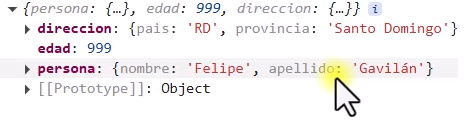 ▼ {persona: {…}, edad: 999, direccion: {…}} i
▶ direccion: {pais: 'RD', provincia: 'Santo Domingo'}
edad: 999
▶ persona: {nombre: 'Felipe', apellido: 'Gavilán'}
▶ [[Prototype]]: Object